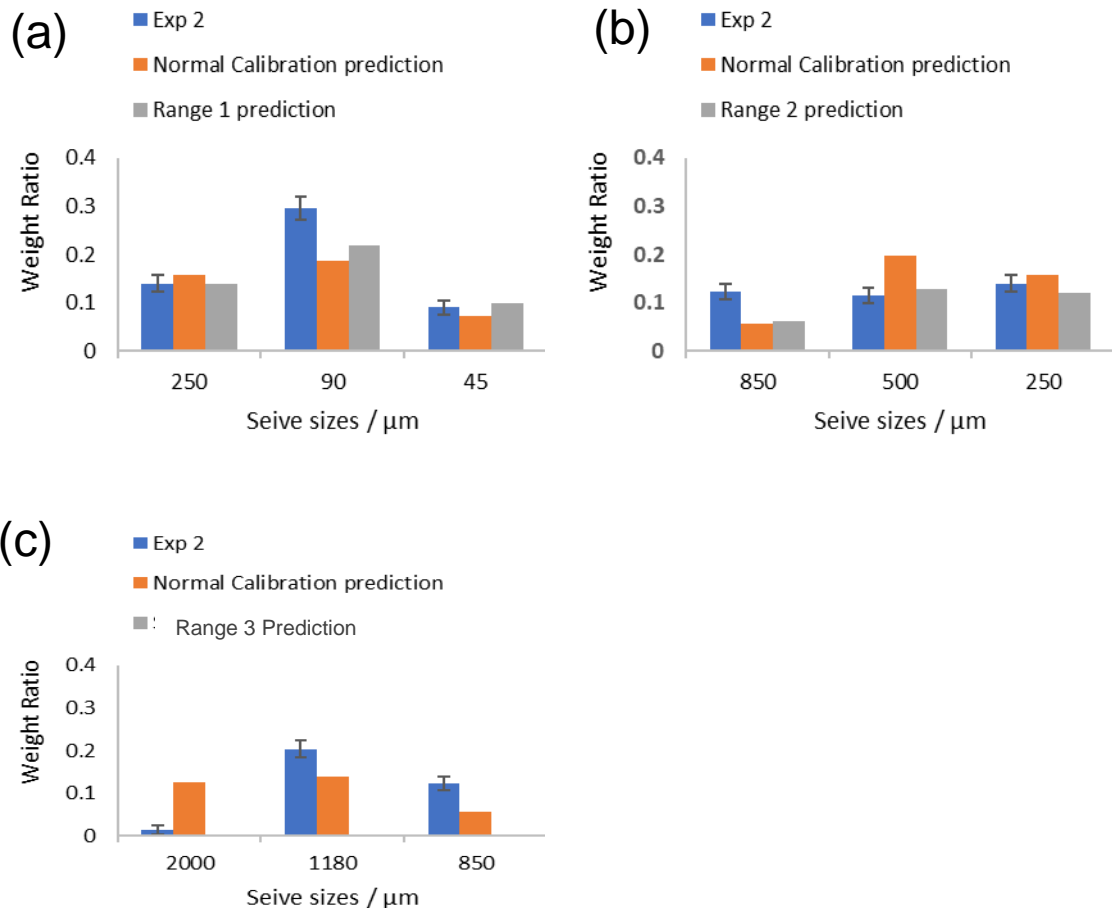 (a)
Exp 2
Normal Calibration prediction
Range 1 prediction
Weight Ratio
0.4
0.3
0.2
0.1
0
250 90 45
Seive sizes / µm
(b)
Exp 2
Normal Calibration prediction
Range 2 prediction
Weight Ratio
0.4
0.3
0.2
0.1
0
850 500 250
Seive sizes / µm
(c)
Exp 2
Normal Calibration prediction
Range 3 Prediction
Weight Ratio
0.4
0.3
0.2
0.1
0
2000 1180 850
Seive sizes / µm